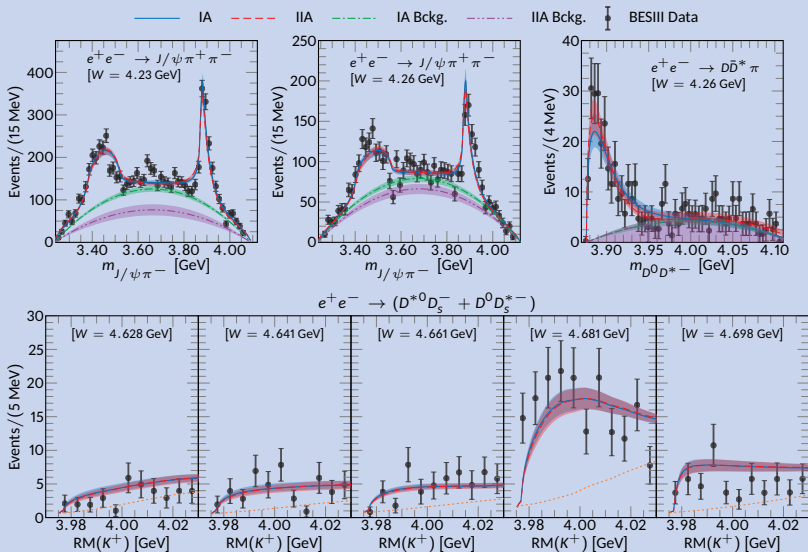 IA IIA IA Bckg. IIA Bckg. BESIII Data
e⁺e⁻ → J/ψ π⁺ π⁻
[W = 4.23 GeV]
Events/(15 MeV)
400
300
200
100
0
3.40 3.60 3.80 4.00
m_{J/ψ π−} [GeV]
e⁺e⁻ → J/ψ π⁺ π⁻
[W = 4.26 GeV]
Events/(15 MeV)
250
200
150
100
50
0
3.40 3.60 3.80 4.00
m_{J/ψ π−} [GeV]
e⁺e⁻ → DD̄* π
[W = 4.26 GeV]
Events/(4 MeV)
40
30
20
10
0
3.90 3.95 4.00 4.05 4.10
m_{D⁰D*−} [GeV]
e⁺e⁻ → (D*⁰D_s⁻ + D⁰D_s*⁻)
Events/(5 MeV)
30
25
20
15
10
5
0
[W = 4.628 GeV] [W = 4.641 GeV] [W = 4.661 GeV] [W = 4.681 GeV] [W = 4.698 GeV]
3.98 4.00 4.02 3.98 4.00 4.02 3.98 4.00 4.02 3.98 4.00 4.02 3.98 4.00 4.02
RM(K⁺) [GeV] RM(K⁺) [GeV] RM(K⁺) [GeV] RM(K⁺) [GeV] RM(K⁺) [GeV]